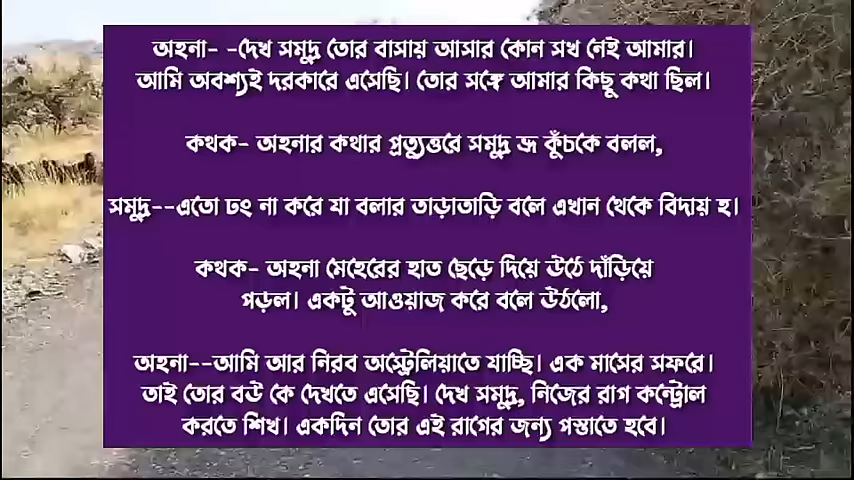 অহনা- -দেখ সমুদ্র তোর বাসায় আসার কোন সখ নেই আমার।
আমি অবশ্যই দরকারে এসেছি। তোর সঙ্গে আমার কিছু কথা ছিল।
কথক- অহনার কথার প্রত্যুত্তরে সমুদ্র ভ্রু কুঁচকে বলল,
সমুদ্র--এতো ঢং না করে যা বলার তাড়াতাড়ি বলে এখান থেকে বিদায় হ।
কথক- অহনা মেহেরের হাত ছেড়ে দিয়ে উঠে দাঁড়িয়ে
পড়ল। একটু আওয়াজ করে বলে উঠলো,
অহনা--আমি আর নিরব অস্ট্রেলিয়াতে যাচ্ছি। এক মাসের সফরে।
তাই তোর বউ কে দেখতে এসেছি। দেখ সমুদ্র, নিজের রাগ কন্ট্রোল
করতে শিখ। একদিন তোর এই রাগের জন্য পস্তাতে হবে।